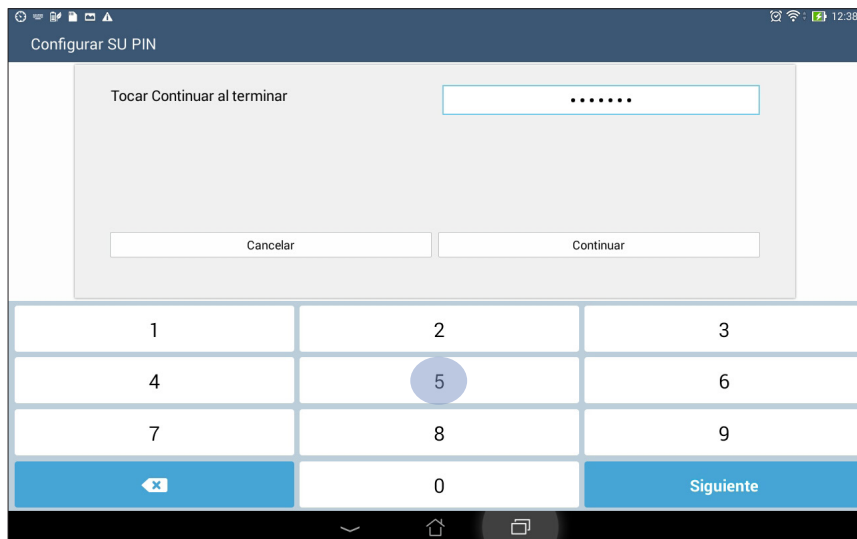 12:38
Configurar SU PIN
Tocar Continuar al terminar
•••••••
Cancelar Continuar
1 2 3
4 5 6
7 8 9
0 Siguiente